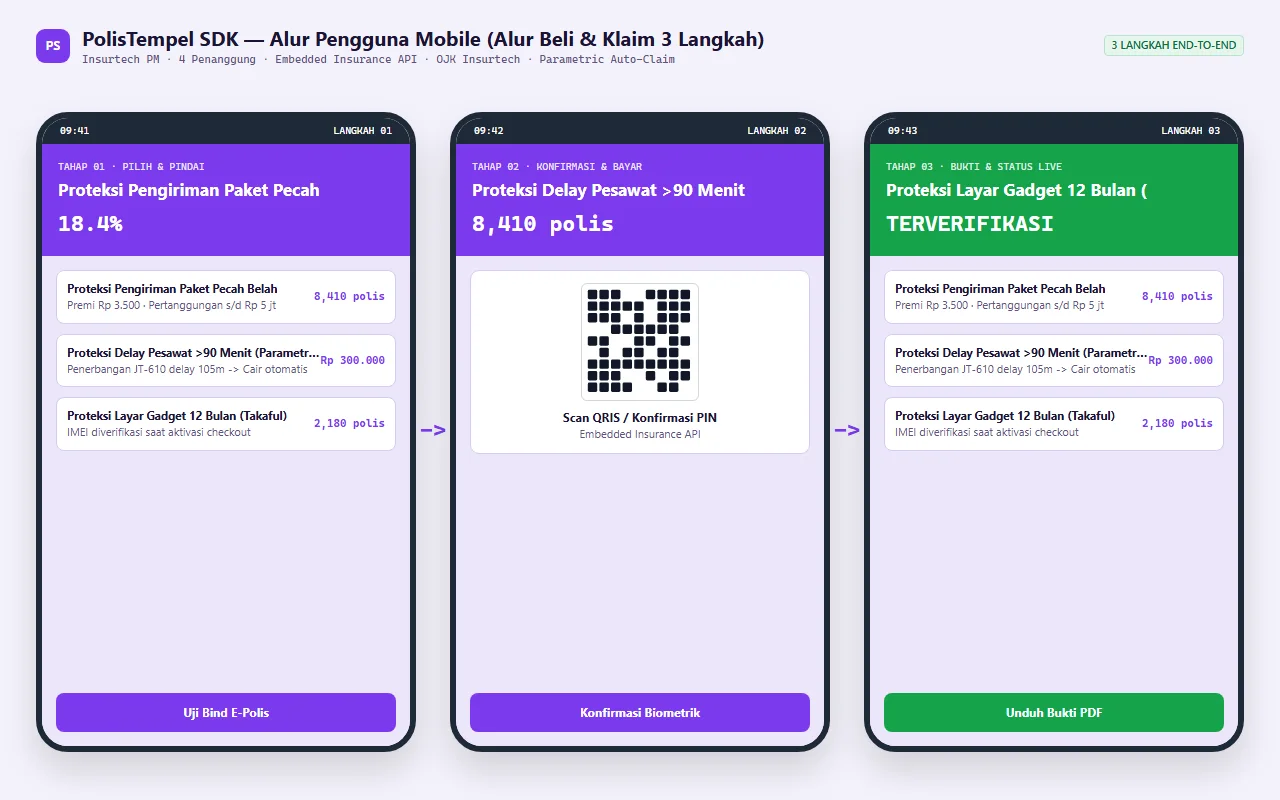 PS
PolisTempel SDK — Alur Pengguna Mobile (Alur Beli & Klaim 3 Langkah)
Insurtech PM · 4 Penanggung · Embedded Insurance API · OJK Insurtech · Parametric Auto-Claim
3 LANGKAH END-TO-END
09:41
LANGKAH 01
TAHAP 01 · PILIH & PINDAI
Proteksi Pengiriman Paket Pecah
18.4%
Proteksi Pengiriman Paket Pecah Belah
Premi Rp 3.500 · Pertanggungan s/d Rp 5 jt
8,410 polis
Proteksi Delay Pesawat >90 Menit (Parametr...
Penerbangan JT-610 delay 105m -> Cair otomatis
Rp 300.000
Proteksi Layar Gadget 12 Bulan (Takaful)
IMEI diverifikasi saat aktivasi checkout
2,180 polis
Uji Bind E-Polis
-->
09:42
LANGKAH 02
TAHAP 02 · KONFIRMASI & BAYAR
Proteksi Delay Pesawat >90 Menit
8,410 polis
Scan QRIS / Konfirmasi PIN
Embedded Insurance API
Konfirmasi Biometrik
-->
09:43
LANGKAH 03
TAHAP 03 · BUKTI & STATUS LIVE
Proteksi Layar Gadget 12 Bulan (
TERVERIFIKASI
Proteksi Pengiriman Paket Pecah Belah
Premi Rp 3.500 · Pertanggungan s/d Rp 5 jt
8,410 polis
Proteksi Delay Pesawat >90 Menit (Parametr...
Penerbangan JT-610 delay 105m -> Cair otomatis
Rp 300.000
Proteksi Layar Gadget 12 Bulan (Takaful)
IMEI diverifikasi saat aktivasi checkout
2,180 polis
Unduh Bukti PDF